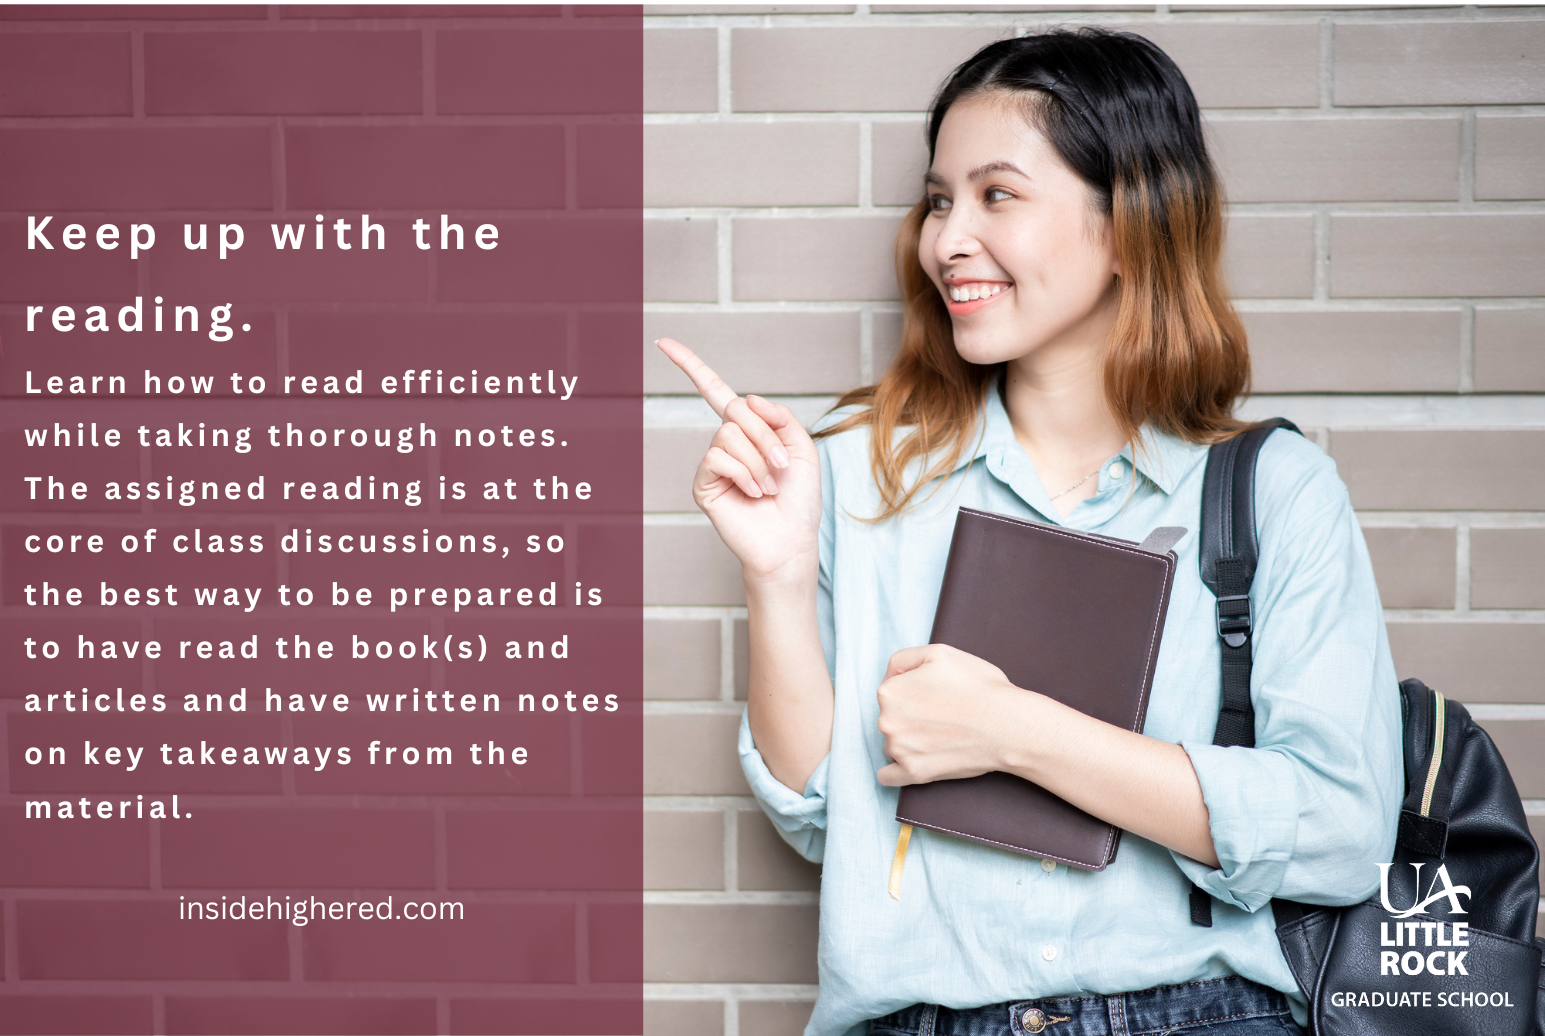 Keep up with the
reading.
Learn how to read efficiently
while taking thorough notes.
The assigned reading is at the
core of class discussions, so
the best way to be prepared is
to have read the book(s) and
articles and have written notes
on key takeaways from the
material.
insidehighered.com
UA
LITTLE
ROCK
GRADUATE SCHOOL